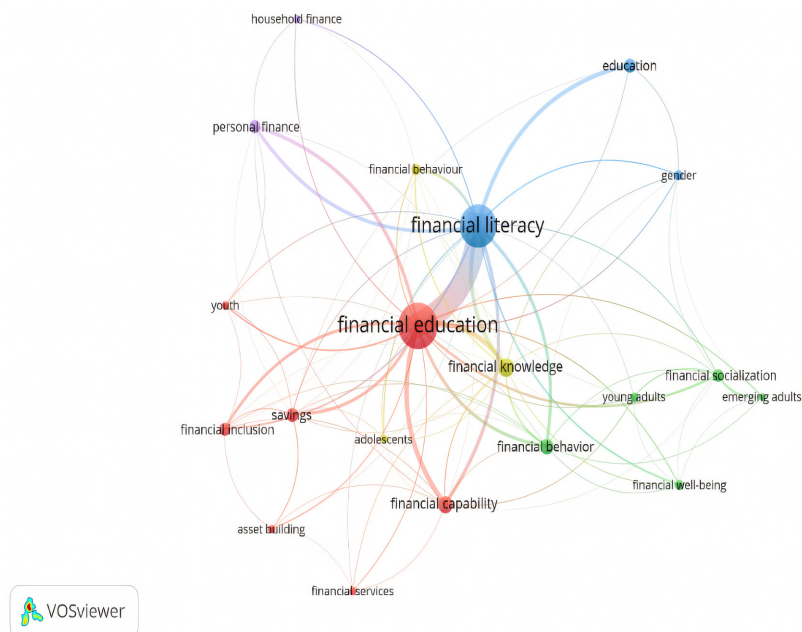 household finance
education
personal finance
financial behaviour
gender
financial literacy
youth
financial education
financial knowledge
financial socialization
young adults
emerging adults
savings
financial inclusion
adolescents
financial behavior
financial well-being
financial capability
asset building
financial services
VOSviewer